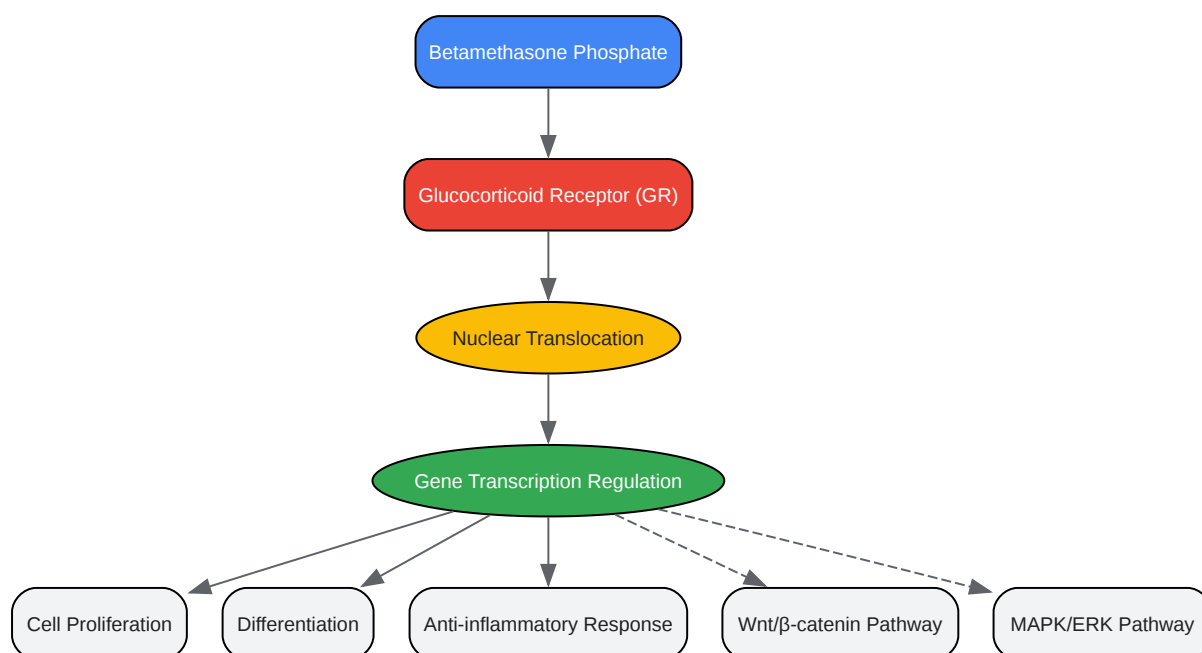 Betamethasone Phosphate
Glucocorticoid Receptor (GR)
Nuclear Translocation
Gene Transcription Regulation
Cell Proliferation
Differentiation
Anti-inflammatory Response
Wnt/β-catenin Pathway
MAPK/ERK Pathway